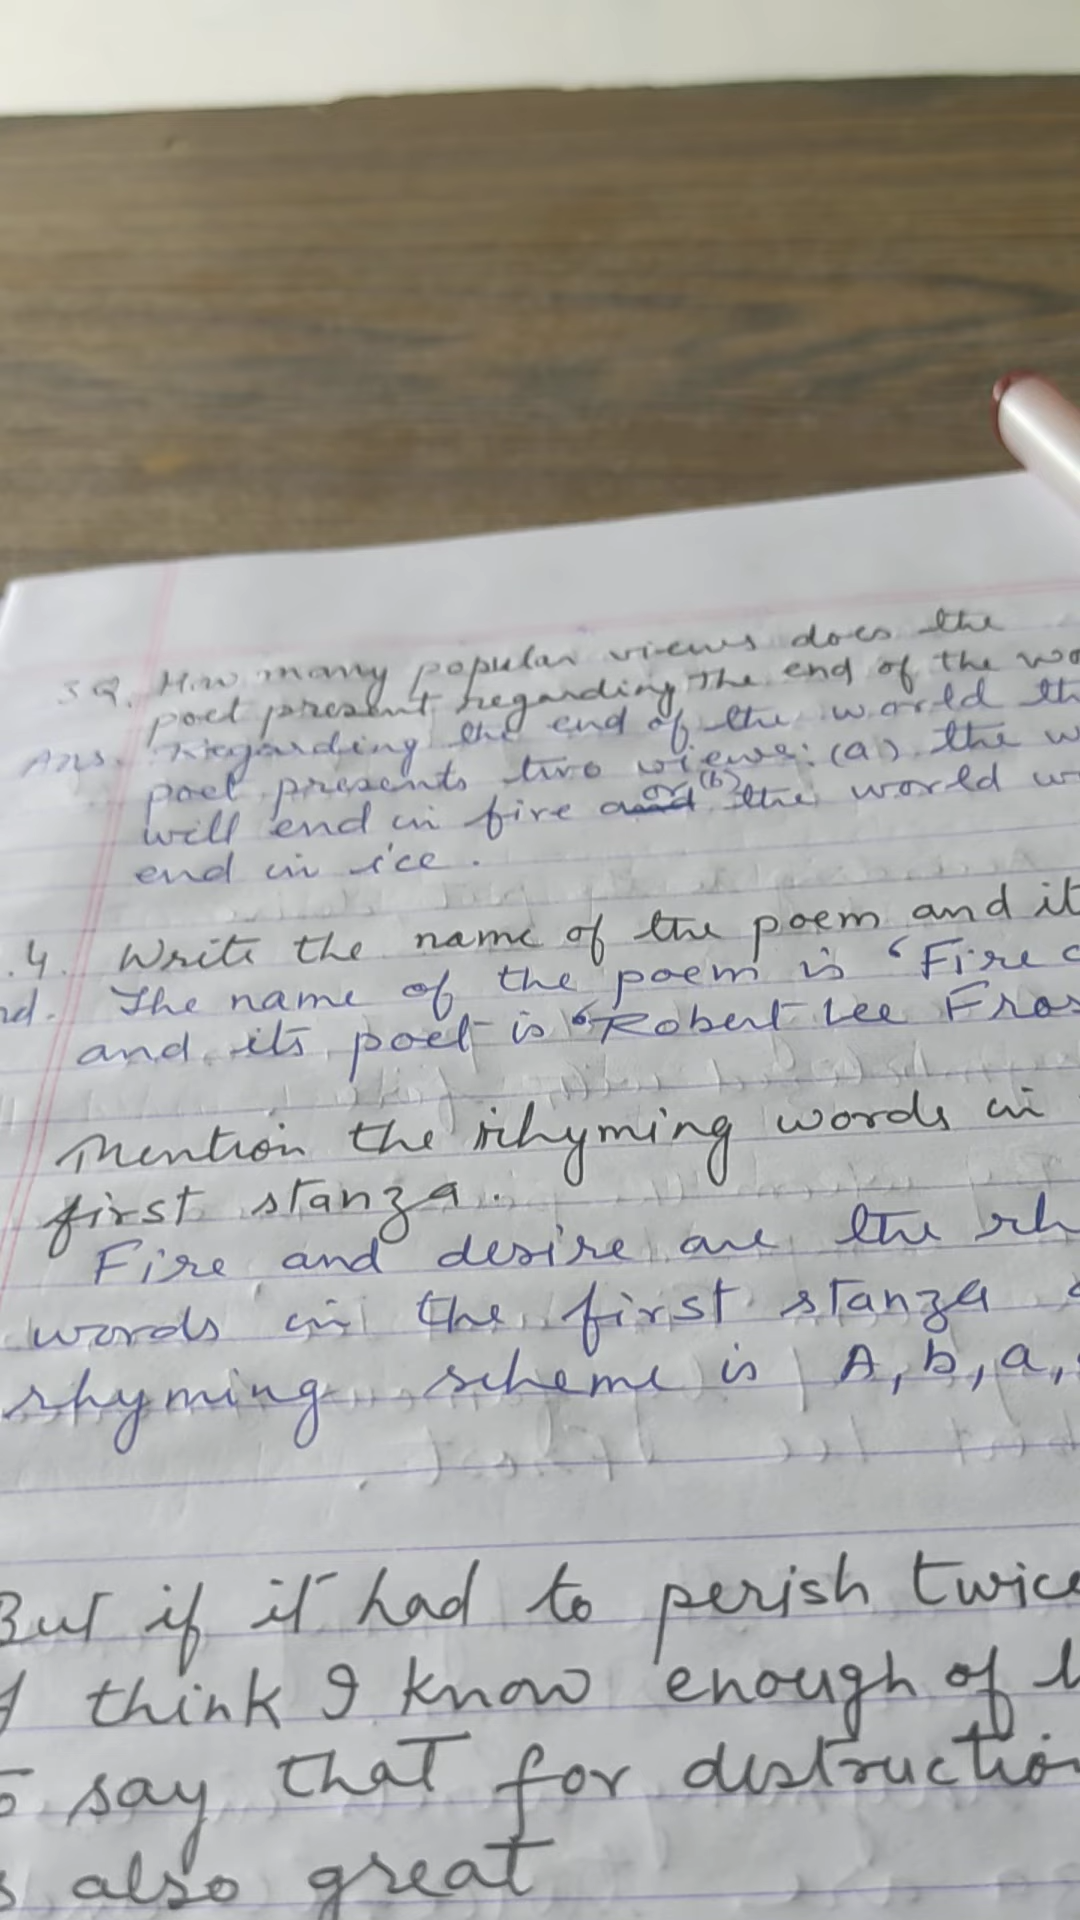 3Q. How many popular views does the
poet present regarding the end of the wo
Ans. Regarding the end of the world th
poet presents two views: (a) the w
will end in fire and or (b) the world w
end in ice.
.4. Write the name of the poem and it
nd. The name of the poem is 'Fire
and its poet is 'Robert Lee Fros
Mention the rhyming words in
first stanza.
Fire and desire are the rh
words in the first stanza
rhyming scheme is A, b, a,
But if it had to perish twice
I think I know enough of h
say that for destruction
s also great